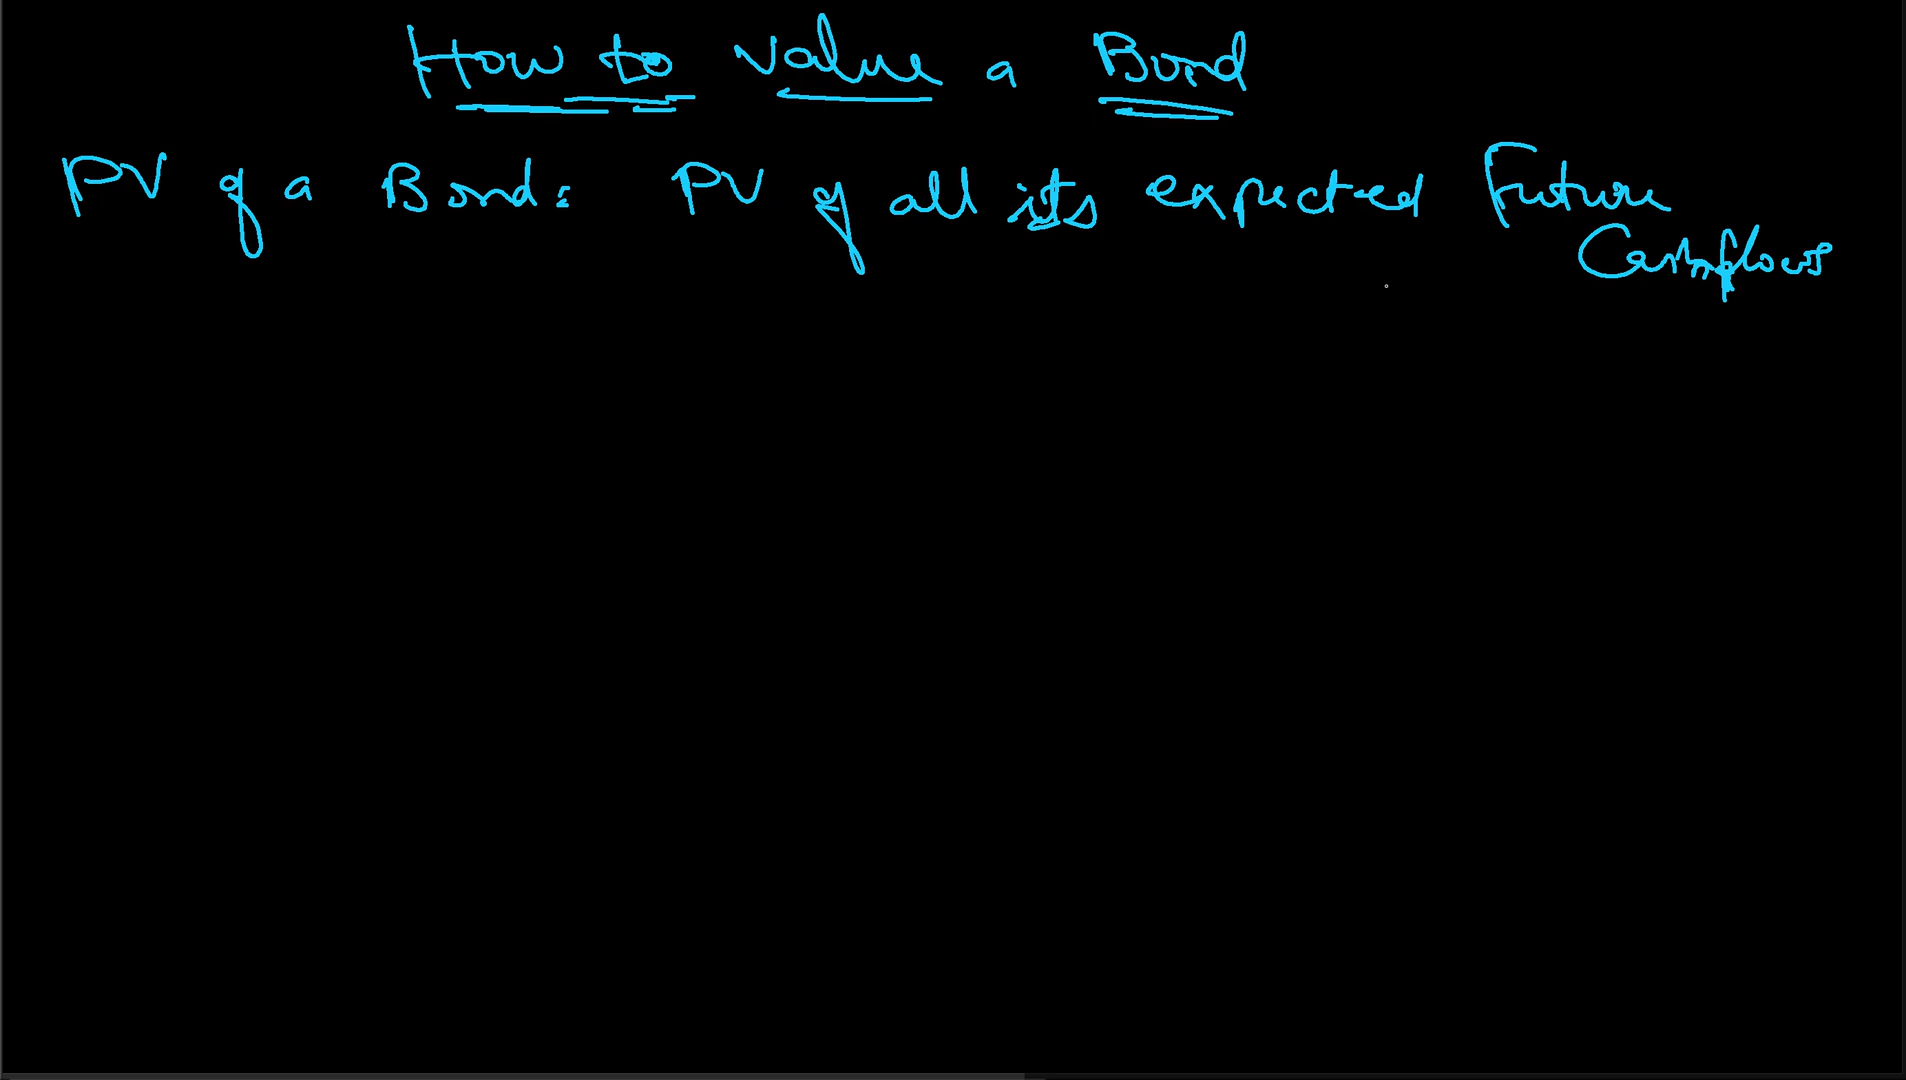 How to value a Bond
PV of a Bond = PV of all its expected Future
Cashflows